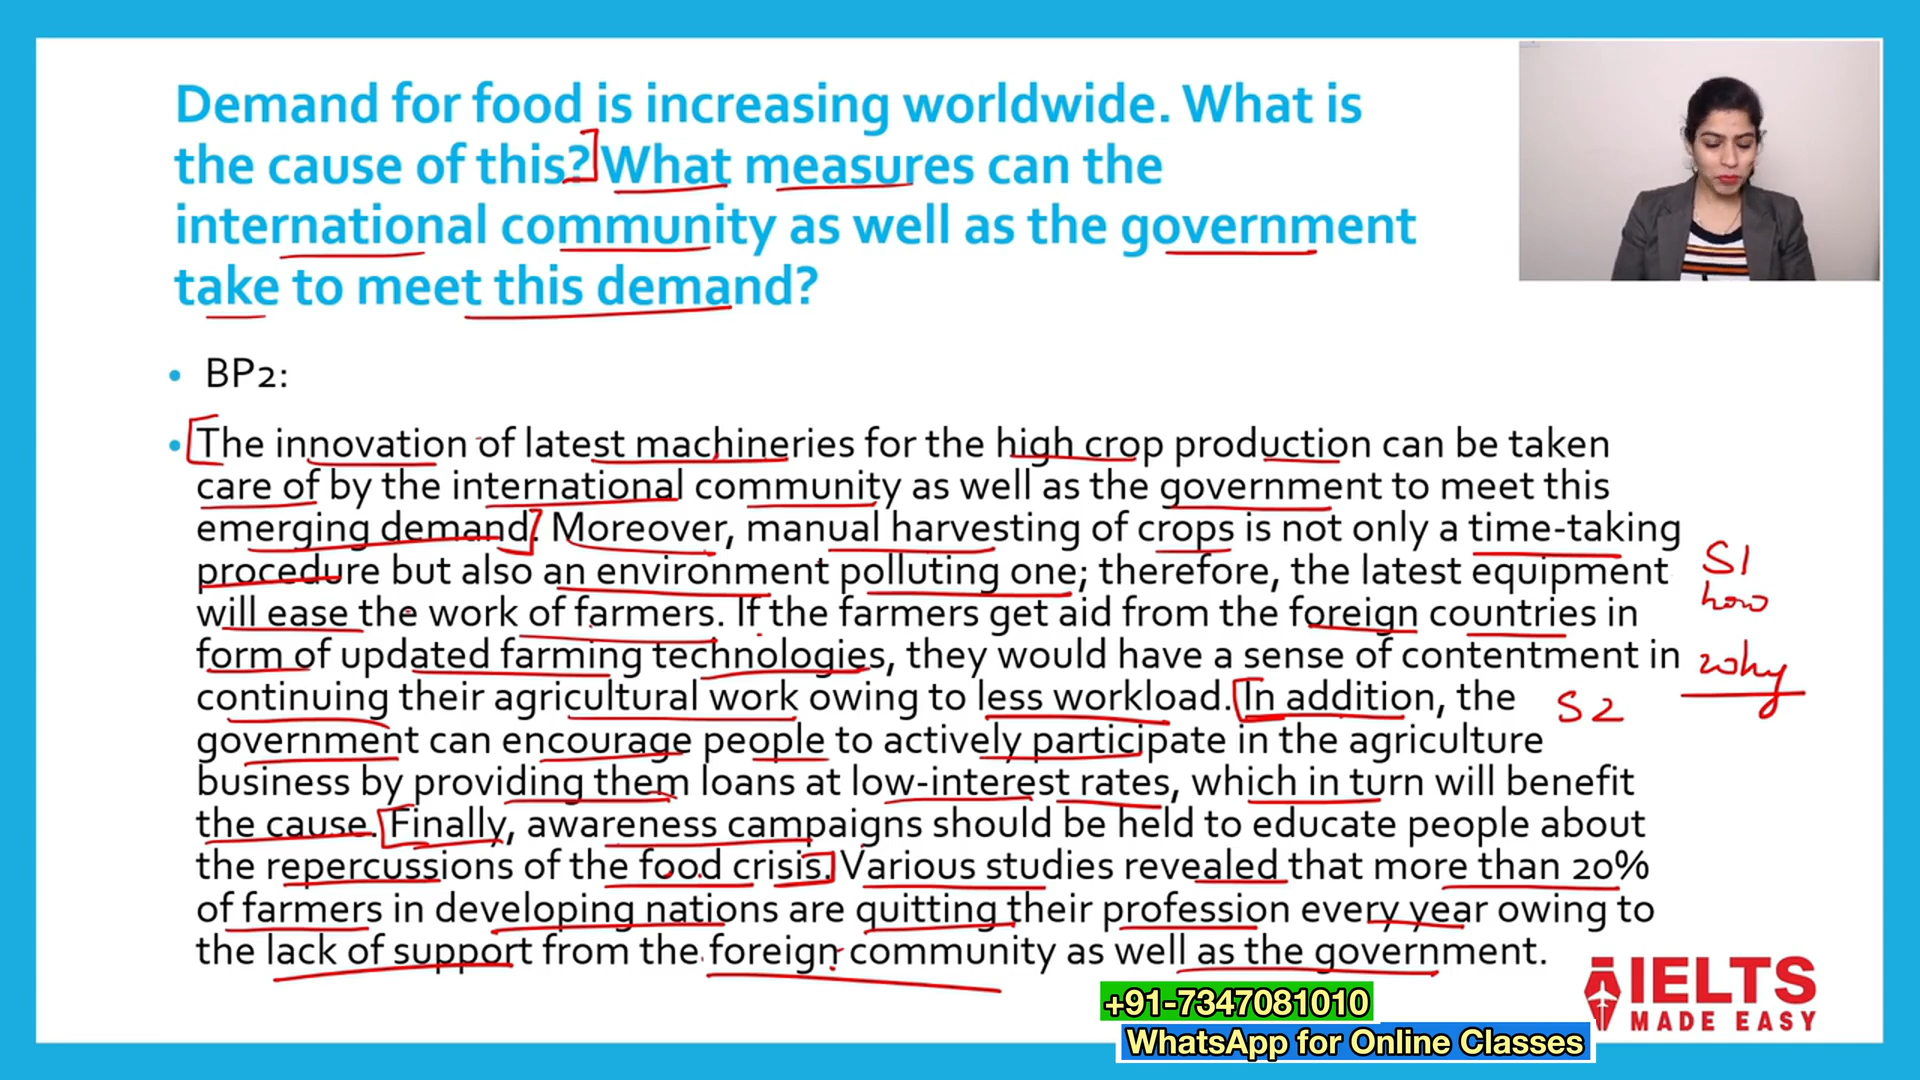 Demand for food is increasing worldwide. What is
the cause of this? What measures can the
international community as well as the government
take to meet this demand?
• BP2:
• The innovation of latest machineries for the high crop production can be taken
care of by the international community as well as the government to meet this
emerging demand. Moreover, manual harvesting of crops is not only a time-taking
procedure but also an environment polluting one; therefore, the latest equipment
will ease the work of farmers. If the farmers get aid from the foreign countries in
form of updated farming technologies, they would have a sense of contentment in
continuing their agricultural work owing to less workload. In addition, the
government can encourage people to actively participate in the agriculture
business by providing them loans at low-interest rates, which in turn will benefit
the cause. Finally, awareness campaigns should be held to educate people about
the repercussions of the food crisis. Various studies revealed that more than 20%
of farmers in developing nations are quitting their profession every year owing to
the lack of support from the foreign community as well as the government.
S1
how
why
S2
IELTS
MADE EASY
+91-7347081010
WhatsApp for Online Classes